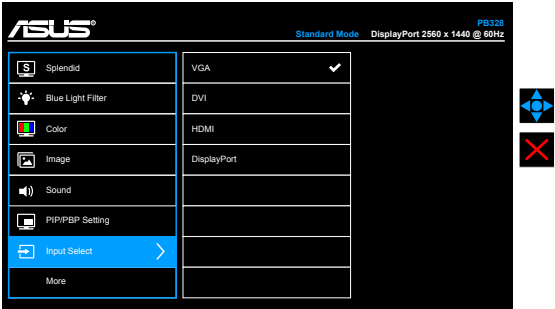 ASUS
PB328
Standard Mode DisplayPort 2560 x 1440 @ 60Hz
S Splendid
Blue Light Filter
Color
Image
Sound
PIP/PBP Setting
Input Select
More
VGA
DVI
HDMI
DisplayPort